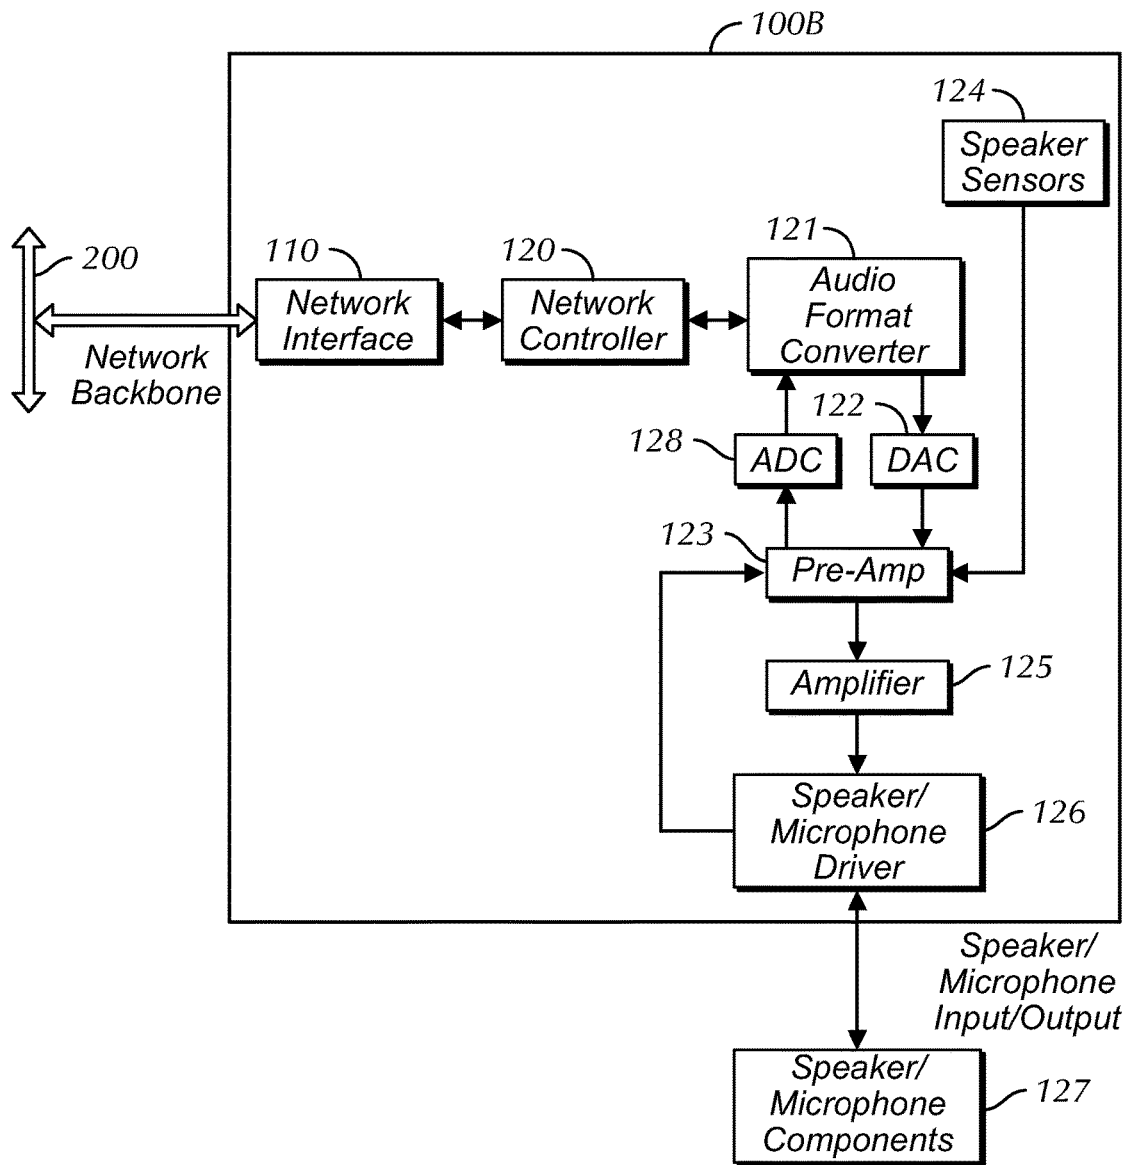 100B
124
Speaker
Sensors
200
110
120
121
Network
Interface
Network
Controller
Audio
Format
Converter
Network
Backbone
128
122
ADC
DAC
123
Pre-Amp
Amplifier
125
Speaker/
Microphone
Driver
126
Speaker/
Microphone
Input/Output
Speaker/
Microphone
Components
127